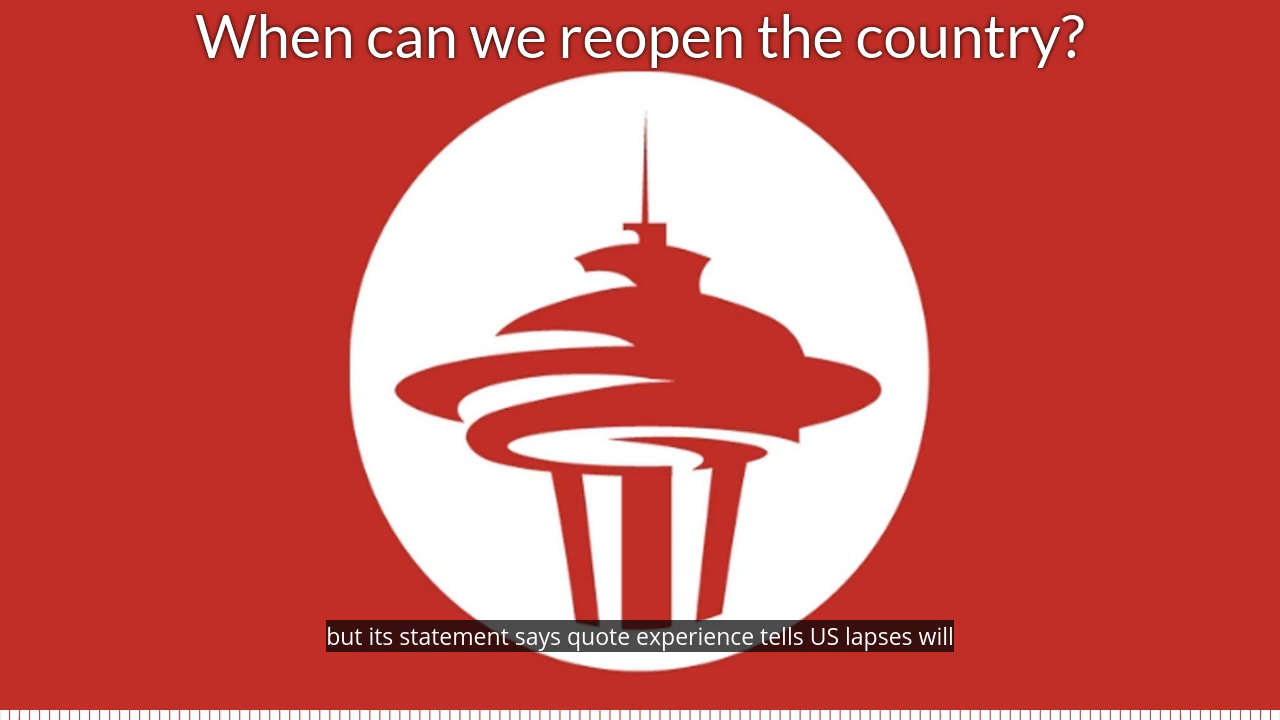 When can we reopen the country?
but its statement says quote experience tells US lapses will